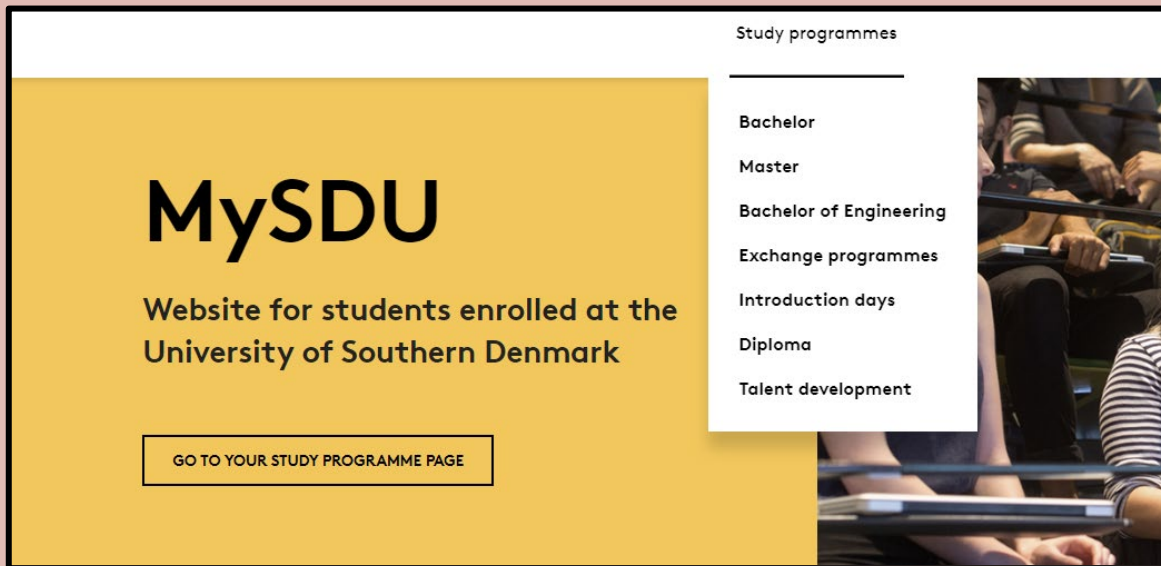 Study programmes
Bachelor
Master
Bachelor of Engineering
Exchange programmes
Introduction days
Diploma
Talent development
MySDU
Website for students enrolled at the
University of Southern Denmark
GO TO YOUR STUDY PROGRAMME PAGE